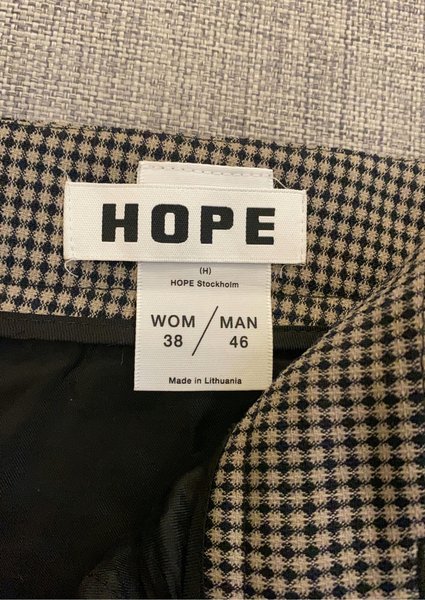 HOPE
(H)
HOPE Stockholm
WOM / MAN
38 46
Made in Lithuania